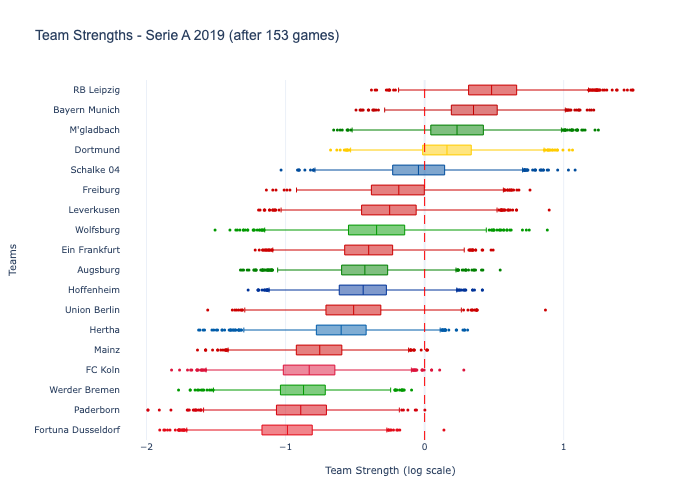 Team Strengths - Serie A 2019 (after 153 games)
RB Leipzig
Bayern Munich
M'gladbach
Dortmund
Schalke 04
Freiburg
Leverkusen
Wolfsburg
Ein Frankfurt
Augsburg
Hoffenheim
Union Berlin
Hertha
Mainz
FC Koln
Werder Bremen
Paderborn
Fortuna Dusseldorf
Teams
−2 −1 0 1
Team Strength (log scale)